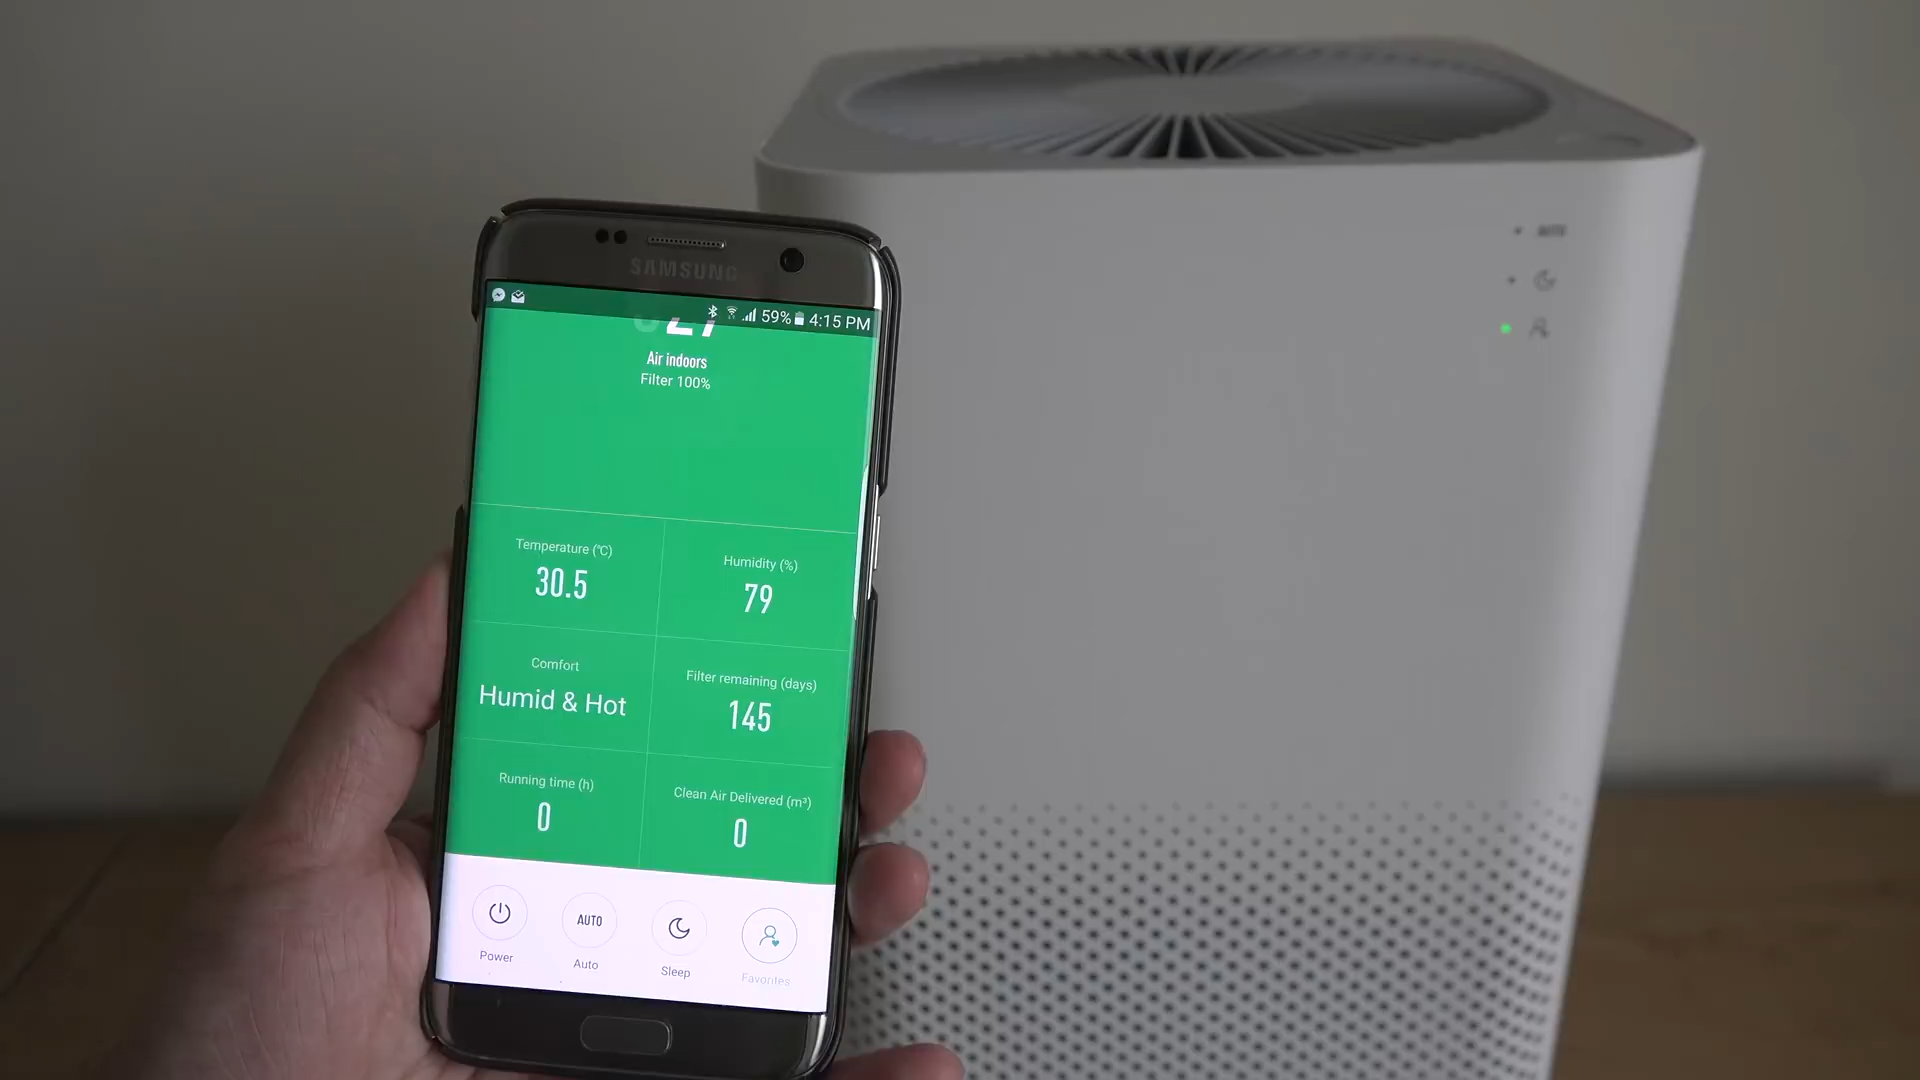 SAMSUNG
59% 4:15 PM
Air indoors
Filter 100%
Temperature (℃)
30.5
Humidity (%)
79
Comfort
Humid & Hot
Filter remaining (days)
145
Running time (h)
0
Clean Air Delivered (m³)
0
AUTO
Power
Auto
Sleep
Favorites
AUTO